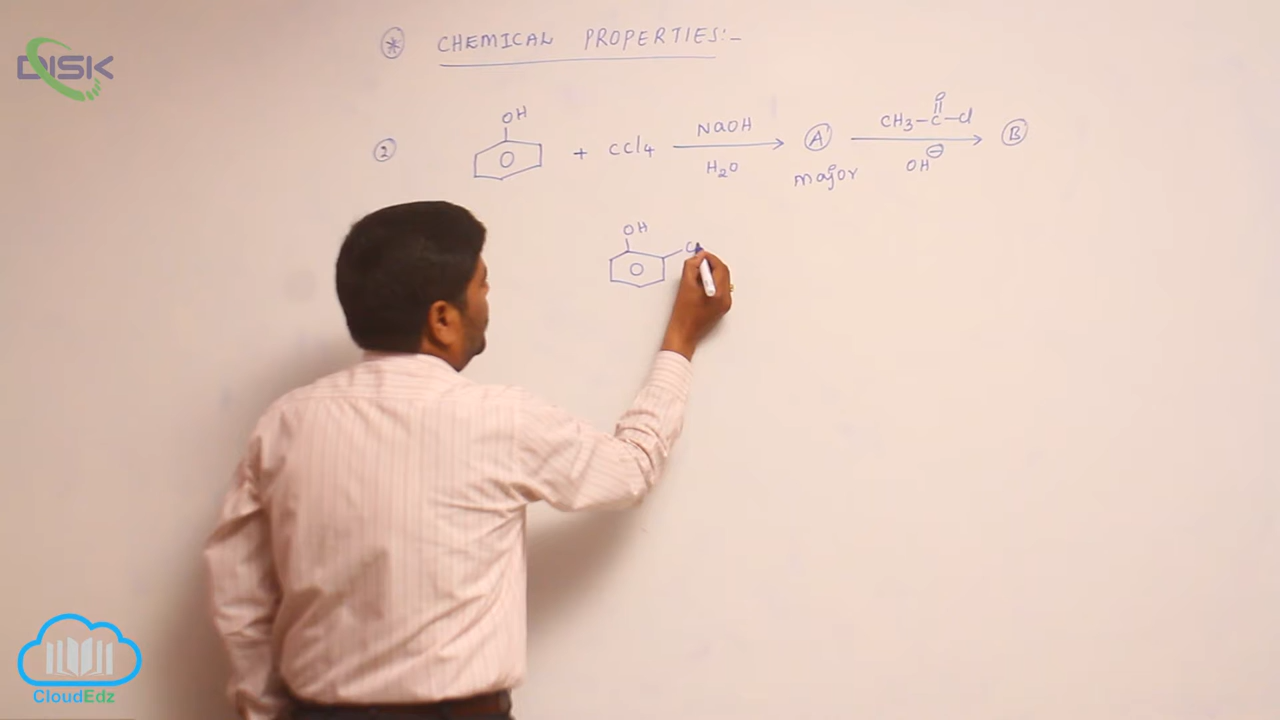 DISK
* CHEMICAL PROPERTIES:-
2 OH + CCl4 NaOH H2O A major CH3-C-Cl O OH⊖ B
OH C
CloudEdz